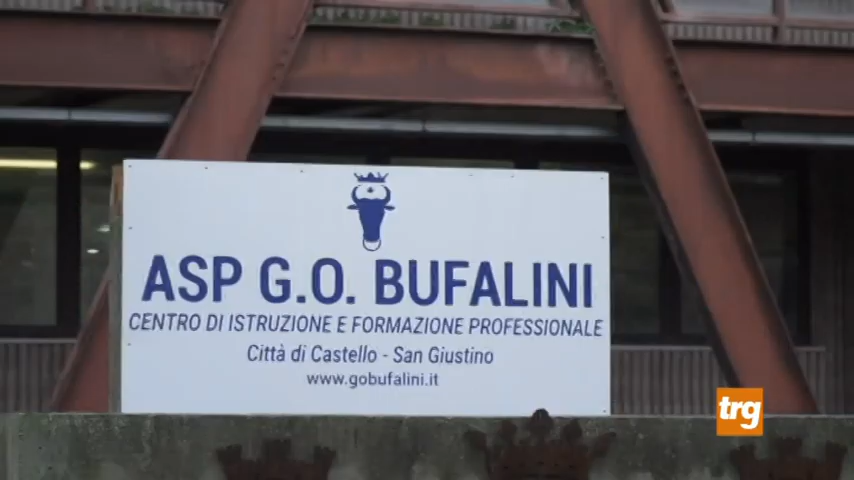 ASP G.O. BUFALINI
CENTRO DI ISTRUZIONE E FORMAZIONE PROFESSIONALE
Città di Castello - San Giustino
www.gobufalini.it
trg